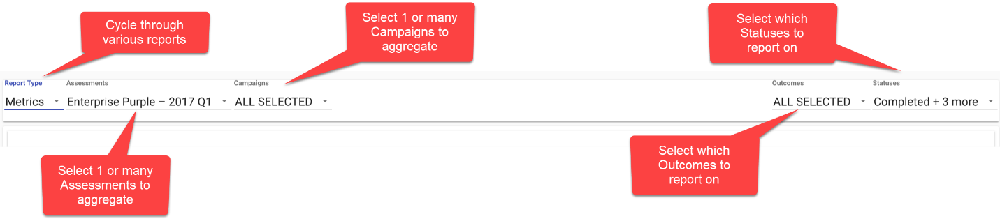 Cycle through
various reports
Select 1 or many
Campaigns to
aggregate
Select which
Statuses to
report on
Report Type
Assessments
Campaigns
Outcomes
Statuses
Metrics
Enterprise Purple – 2017 Q1
ALL SELECTED
ALL SELECTED
Completed + 3 more
Select 1 or many
Assessments to
aggregate
Select which
Outcomes to
report on